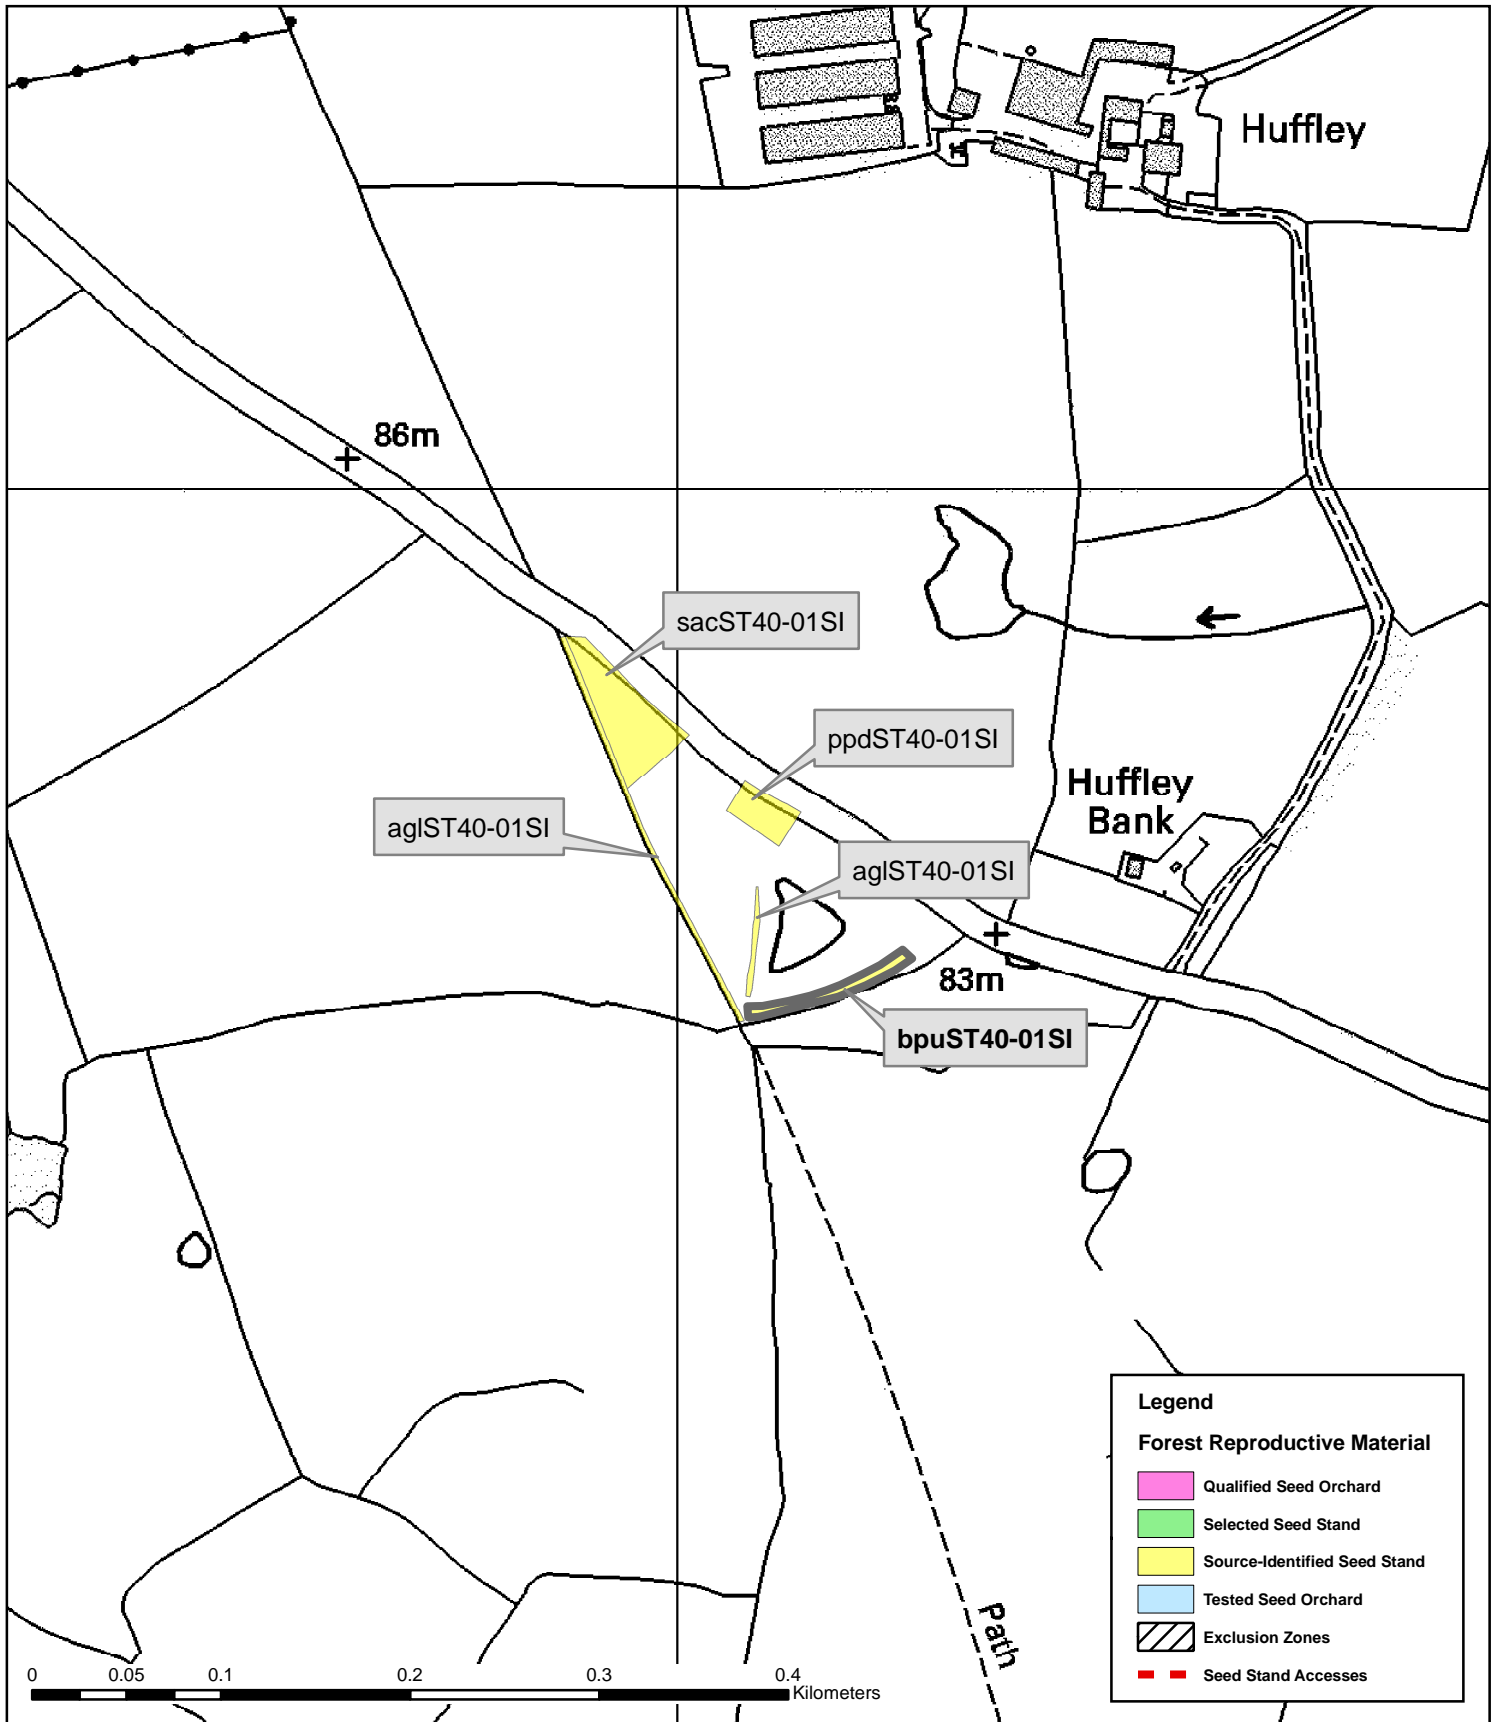 Huffley
86m
sacST40-01SI
ppdST40-01SI
Huffley
Bank
aglST40-01SI
aglST40-01SI
83m
bpuST40-01SI
Path
Legend
Forest Reproductive Material
Qualified Seed Orchard
Selected Seed Stand
Source-Identified Seed Stand
Tested Seed Orchard
Exclusion Zones
Seed Stand Accesses
0 0.05 0.1 0.2 0.3 0.4
Kilometers